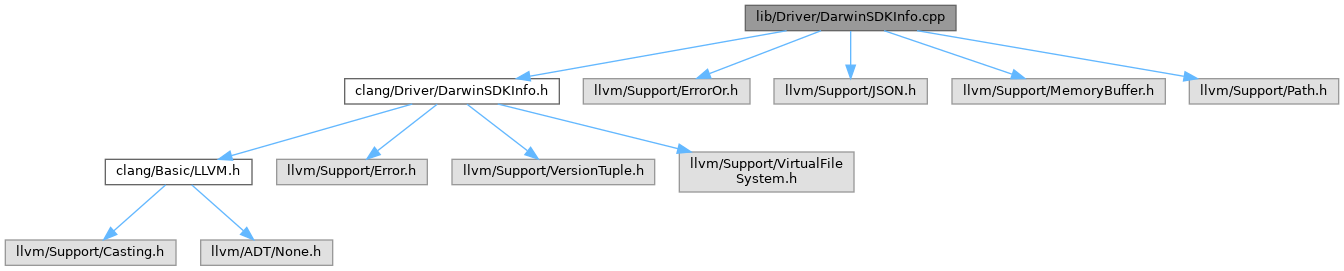 lib/Driver/DarwinSDKInfo.cpp
clang/Driver/DarwinSDKInfo.h
llvm/Support/ErrorOr.h
llvm/Support/JSON.h
llvm/Support/MemoryBuffer.h
llvm/Support/Path.h
clang/Basic/LLVM.h
llvm/Support/Error.h
llvm/Support/VersionTuple.h
llvm/Support/VirtualFile
System.h
llvm/Support/Casting.h
llvm/ADT/None.h